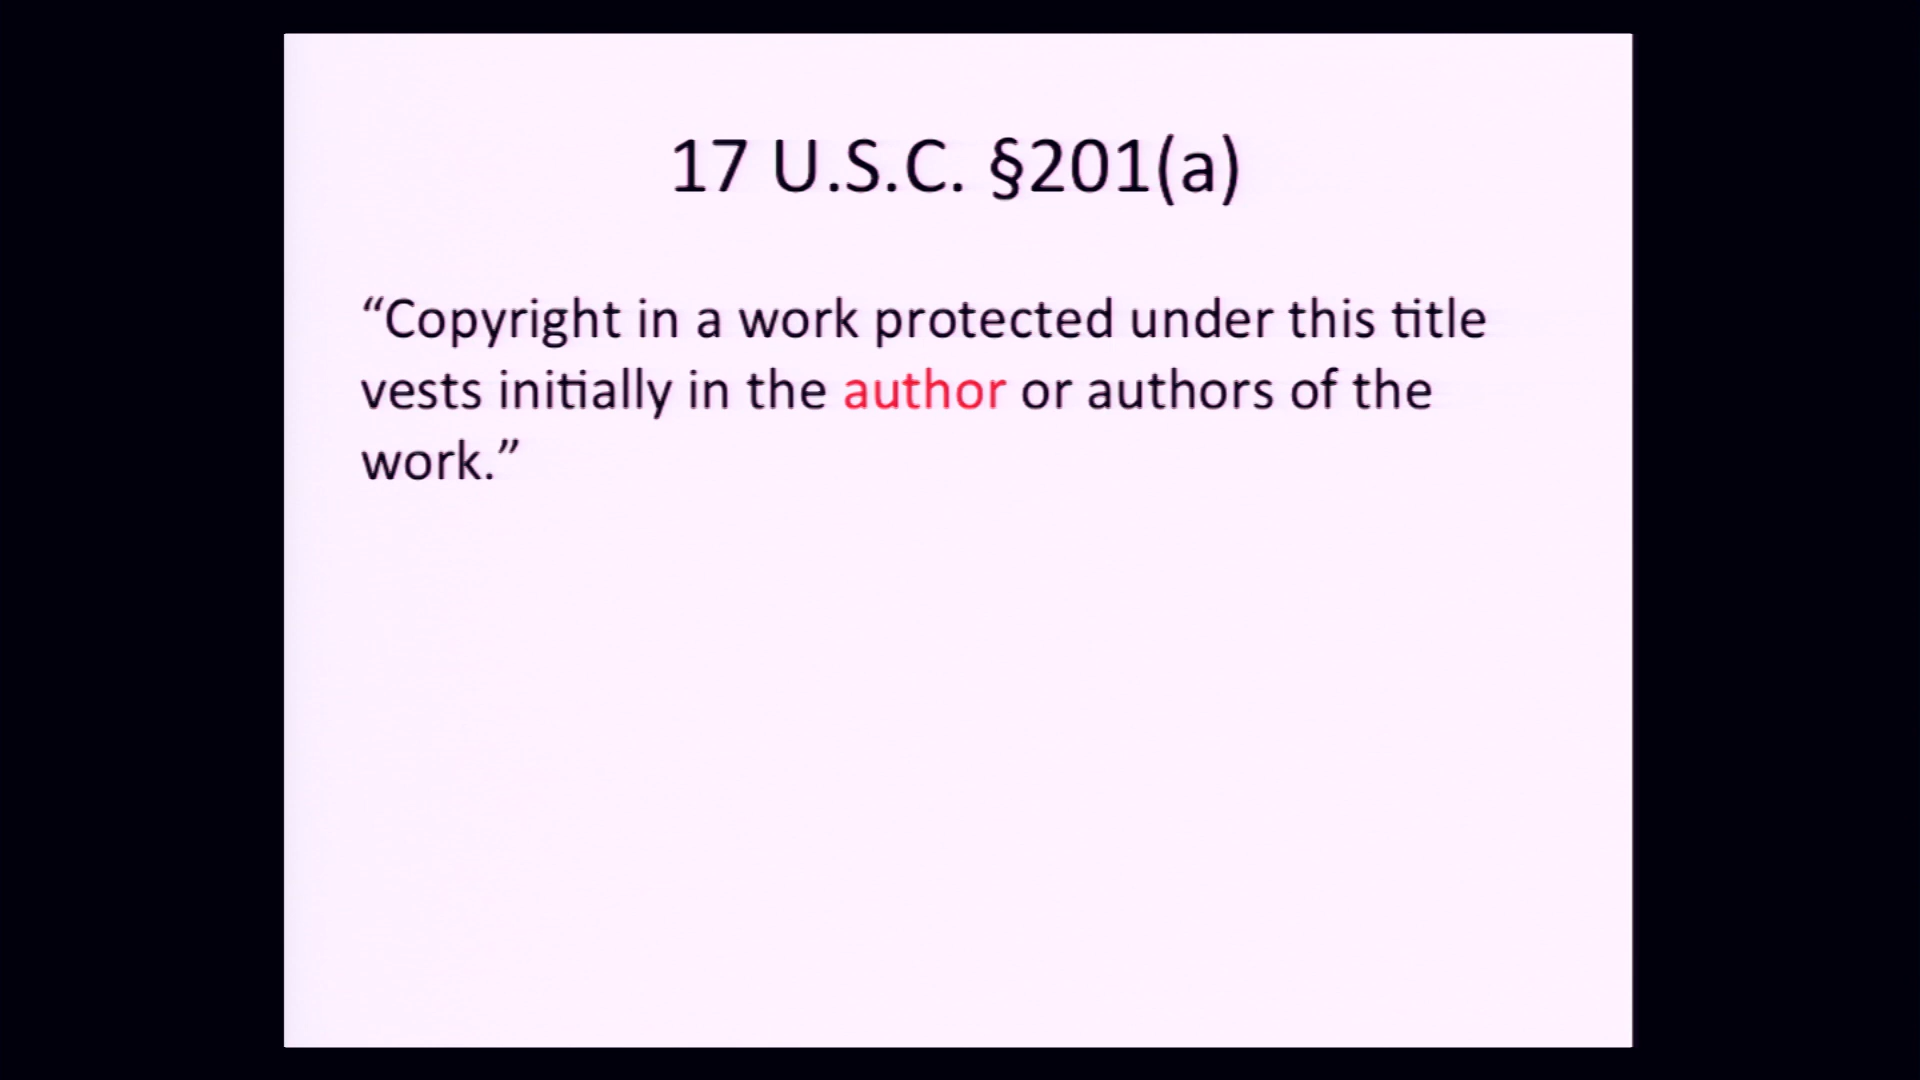 17 U.S.C. §201(a)
“Copyright in a work protected under this title
vests initially in the author or authors of the
work.”